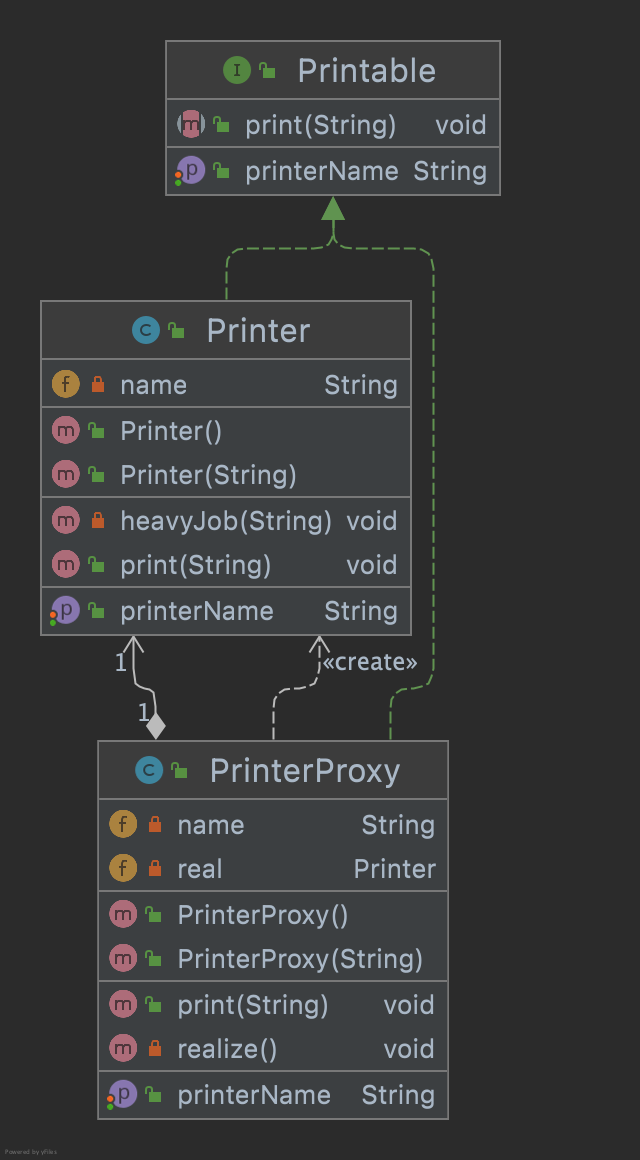 I Printable
m print(String) void
p printerName String
C Printer
f name String
m Printer()
m Printer(String)
m heavyJob(String) void
m print(String) void
p printerName String
1
«create»
1
C PrinterProxy
f name String
f real Printer
m PrinterProxy()
m PrinterProxy(String)
m print(String) void
m realize() void
p printerName String
Powered by yFiles